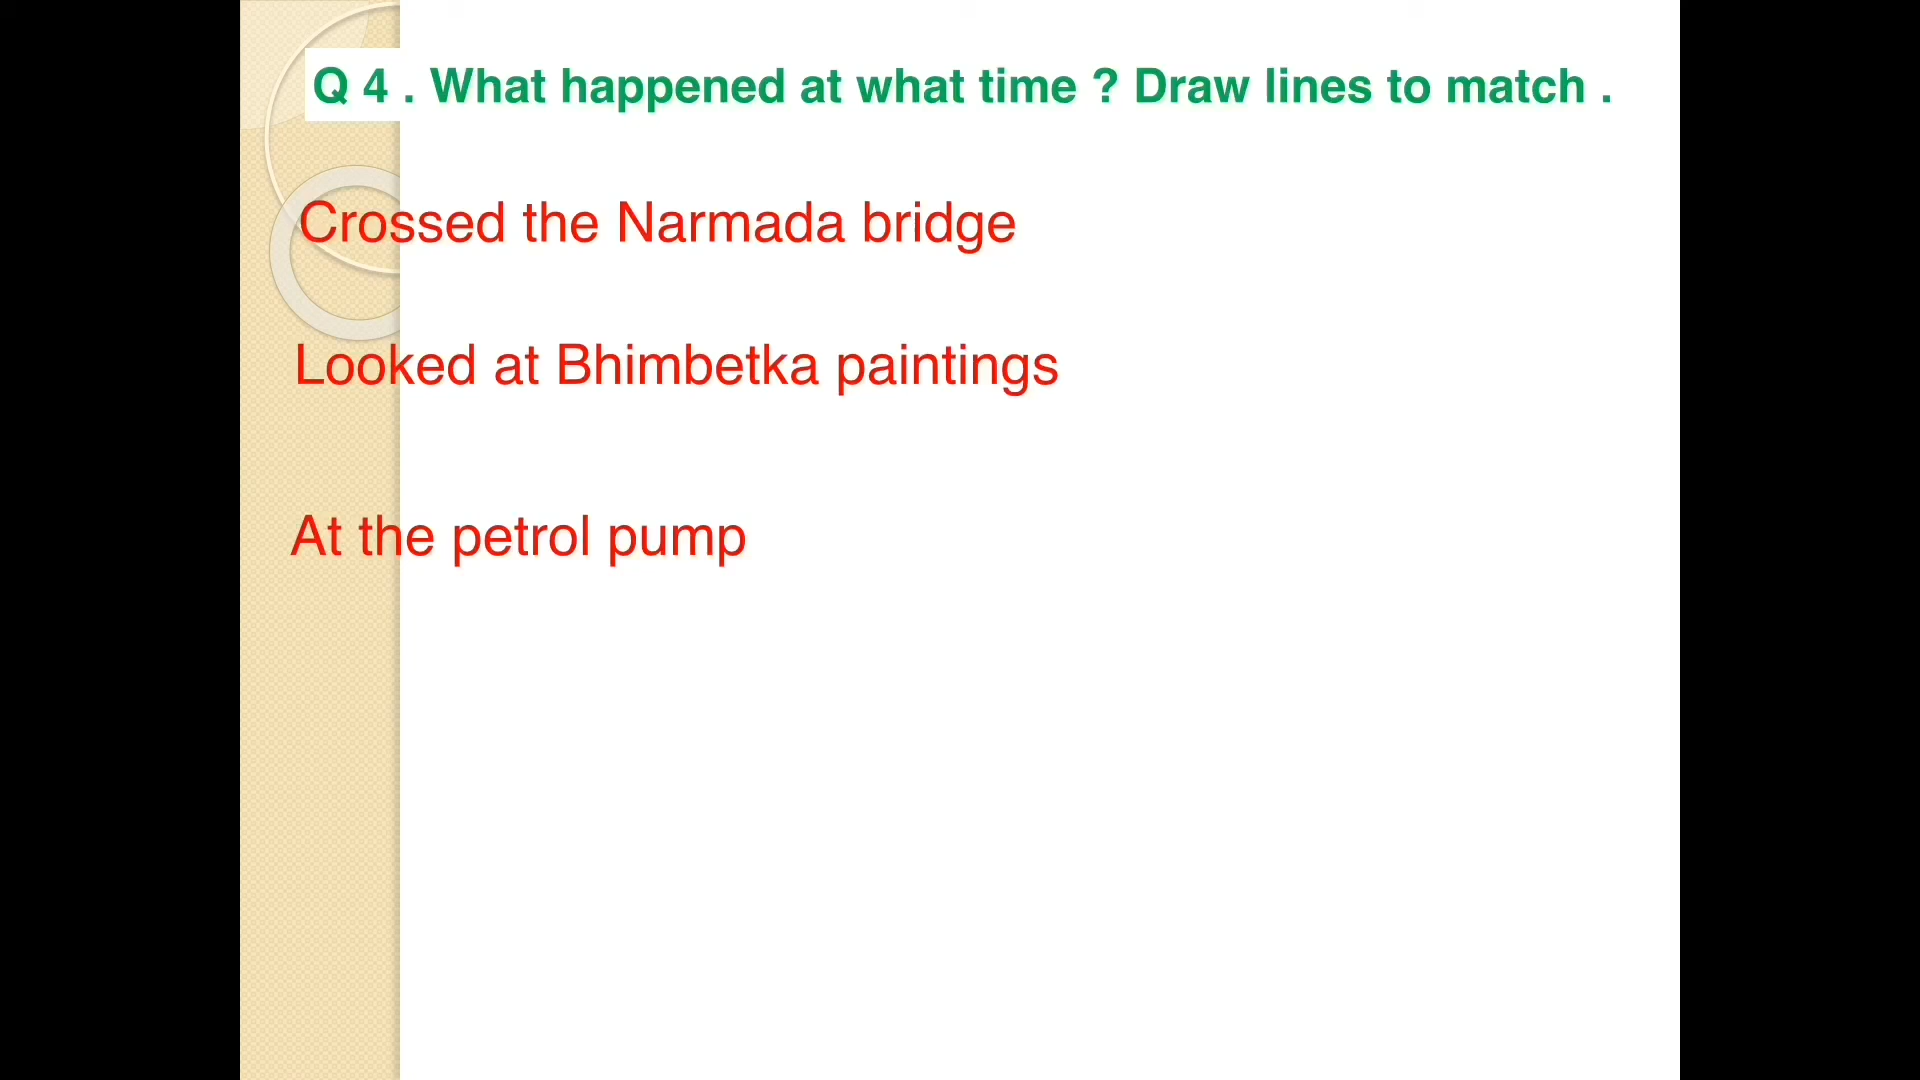 Q 4 . What happened at what time ? Draw lines to match .
Crossed the Narmada bridge
Looked at Bhimbetka paintings
At the petrol pump